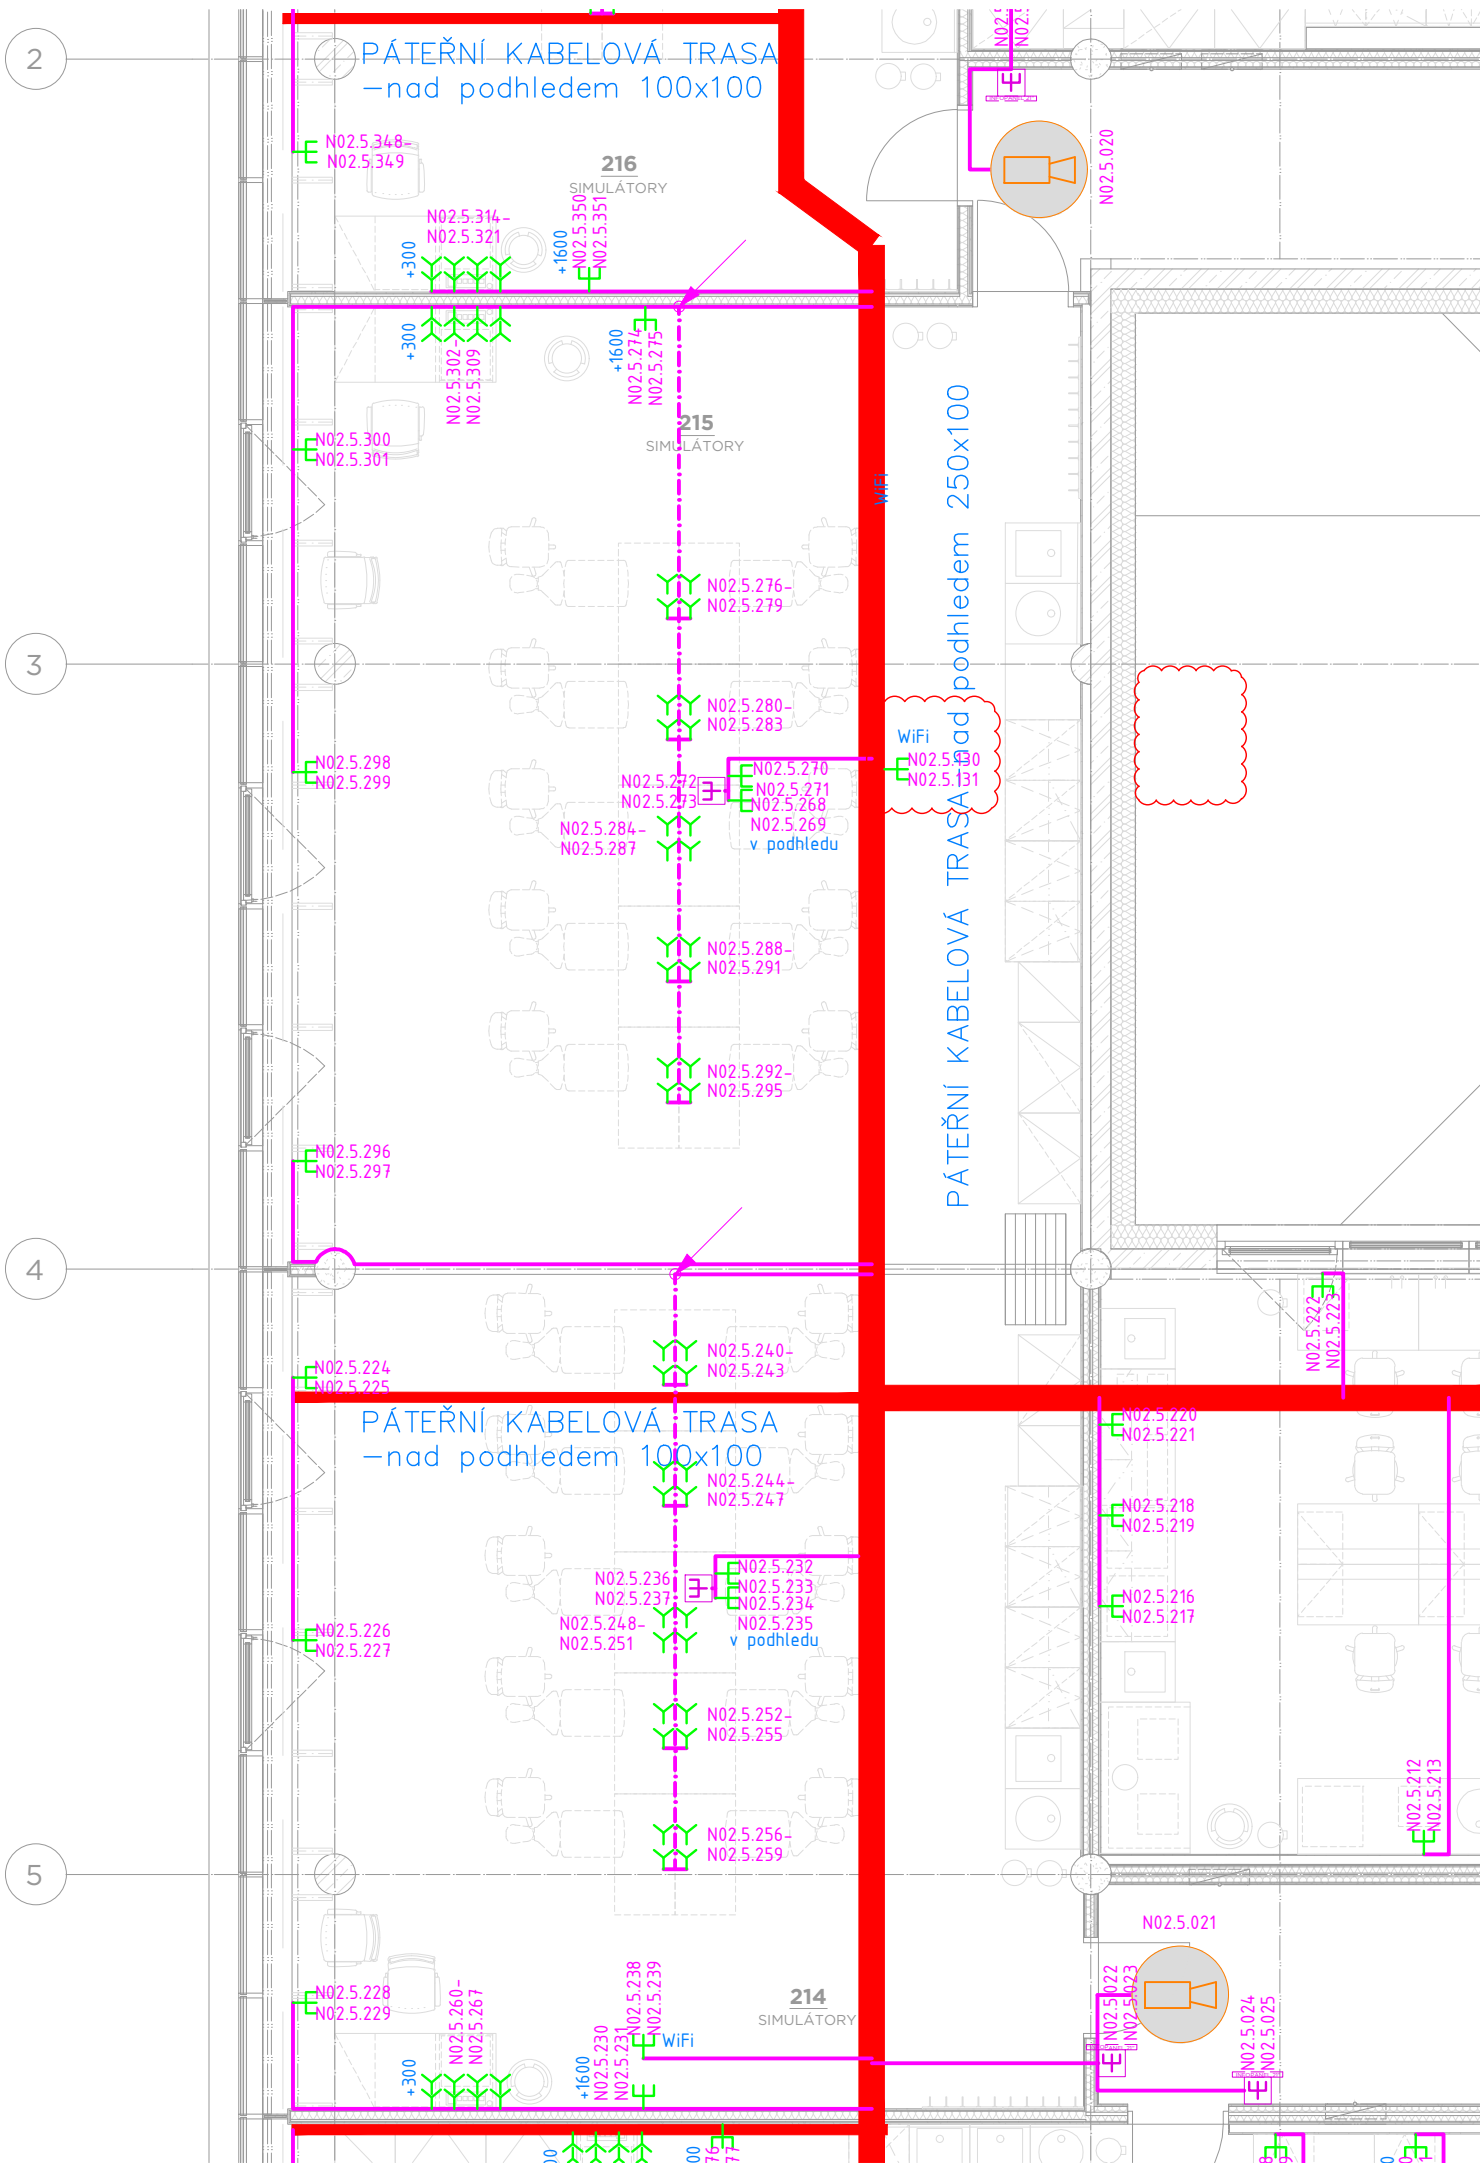 2
3
4
5
PÁTEŘNÍ KABELOVÁ TRASA
-nad podhledem 100x100
N02.5.348-
N02.5.349
216
SIMULÁTORY
N02.5.020
N02.5.314-
N02.5.321
+300
+1600
N02.5.350
N02.5.351
+300
N02.5.302-
N02.5.309
+1600
N02.5.274
N02.5.275
215
SIMULÁTORY
N02.5.300
N02.5.301
WiFi
PÁTEŘNÍ KABELOVÁ TRASA -nad podhledem 250x100
N02.5.276-
N02.5.279
N02.5.280-
N02.5.283
WiFi
N02.5.130
N02.5.131
N02.5.298
N02.5.299
N02.5.272
N02.5.273
N02.5.270
N02.5.271
N02.5.268
N02.5.269
v podhledu
N02.5.284-
N02.5.287
N02.5.288-
N02.5.291
N02.5.292-
N02.5.295
N02.5.296
N02.5.297
N02.5.222
N02.5.223
N02.5.240-
N02.5.243
N02.5.224
N02.5.225
PÁTEŘNÍ KABELOVÁ TRASA
-nad podhledem 100x100
N02.5.220
N02.5.221
N02.5.244-
N02.5.247
N02.5.218
N02.5.219
N02.5.236
N02.5.237
N02.5.232
N02.5.233
N02.5.234
N02.5.235
v podhledu
N02.5.248-
N02.5.251
N02.5.216
N02.5.217
N02.5.226
N02.5.227
N02.5.252-
N02.5.255
N02.5.212
N02.5.213
N02.5.256-
N02.5.259
N02.5.021
N02.5.022
N02.5.023
N02.5.024
N02.5.025
N02.5.228
N02.5.229
N02.5.260-
N02.5.267
+300
N02.5.238
N02.5.239
WiFi
+1600
N02.5.230
N02.5.231
214
SIMULÁTORY